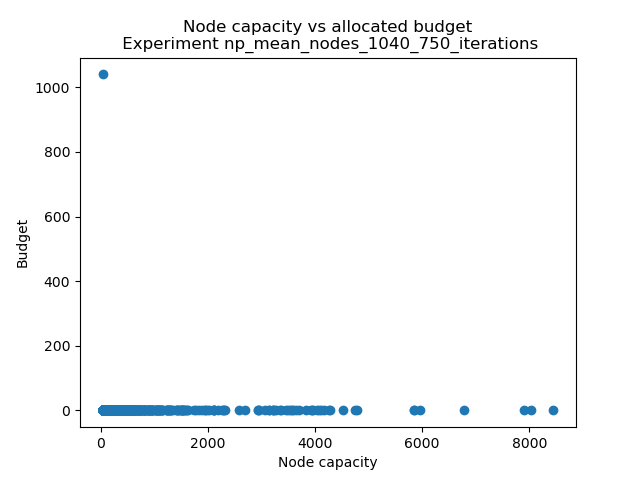 Node capacity vs allocated budget
Experiment np_mean_nodes_1040_750_iterations
1000
800
600
400
200
0
Budget
0 2000 4000 6000 8000
Node capacity